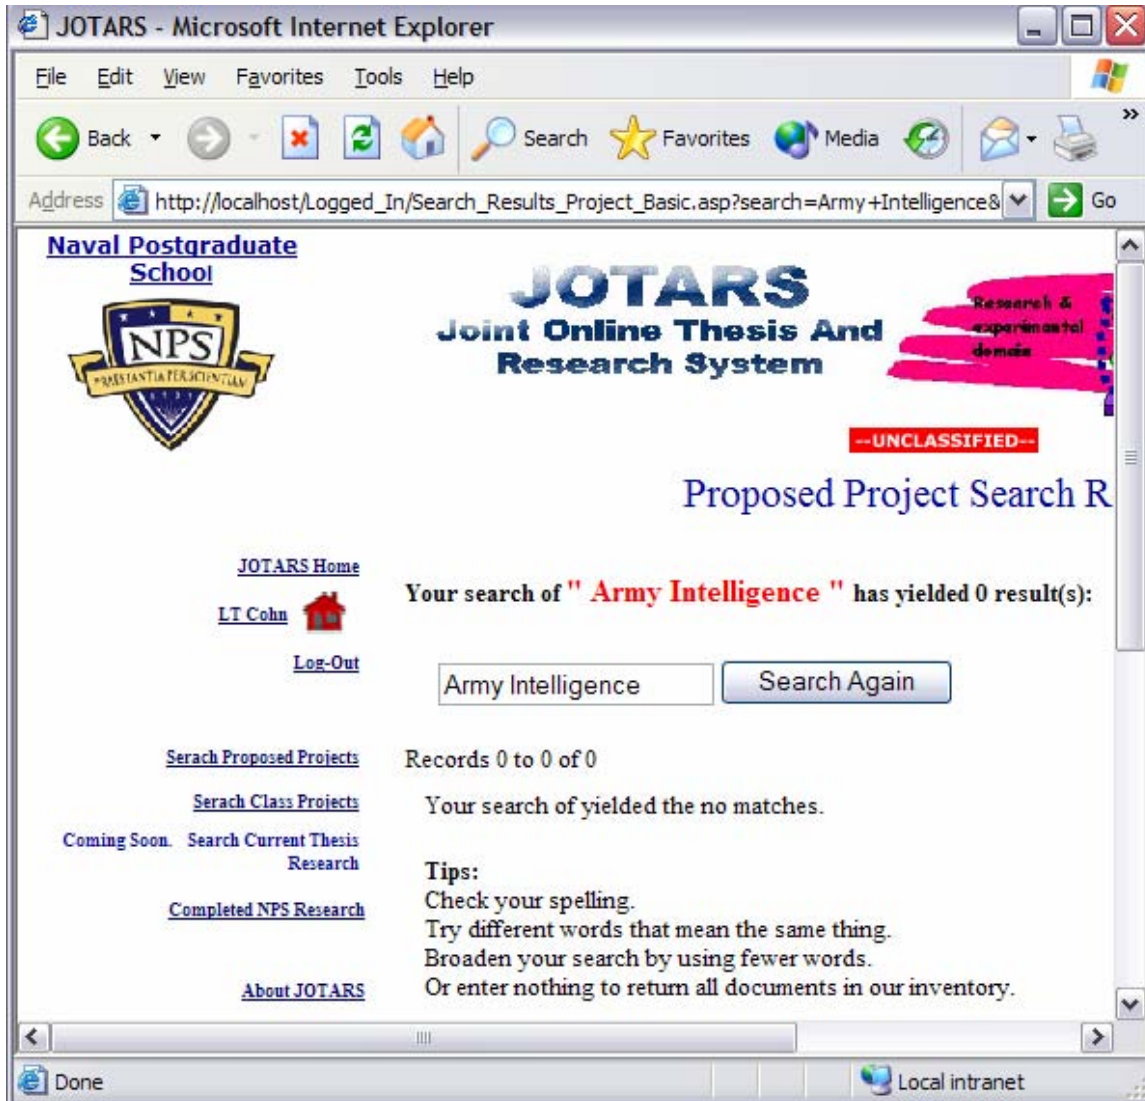 JOTARS - Microsoft Internet Explorer
File Edit View Favorites Tools Help
Back Search Favorites Media »
Address http://localhost/Logged_In/Search_Results_Project_Basic.asp?search=Army+Intelligence& Go
Naval Postgraduate
School
NPS
PRAESTANTIA PER SCIENTIAM
JOTARS
Joint Online Thesis And
Research System
Research &
experimental
domain
--UNCLASSIFIED--
Proposed Project Search R
JOTARS Home
LT Cohn
Log-Out
Serach Proposed Projects
Serach Class Projects
Coming Soon. Search Current Thesis
Research
Completed NPS Research
About JOTARS
Your search of " Army Intelligence " has yielded 0 result(s):
Army Intelligence Search Again
Records 0 to 0 of 0
Your search of yielded the no matches.
Tips:
Check your spelling.
Try different words that mean the same thing.
Broaden your search by using fewer words.
Or enter nothing to return all documents in our inventory.
Done Local intranet